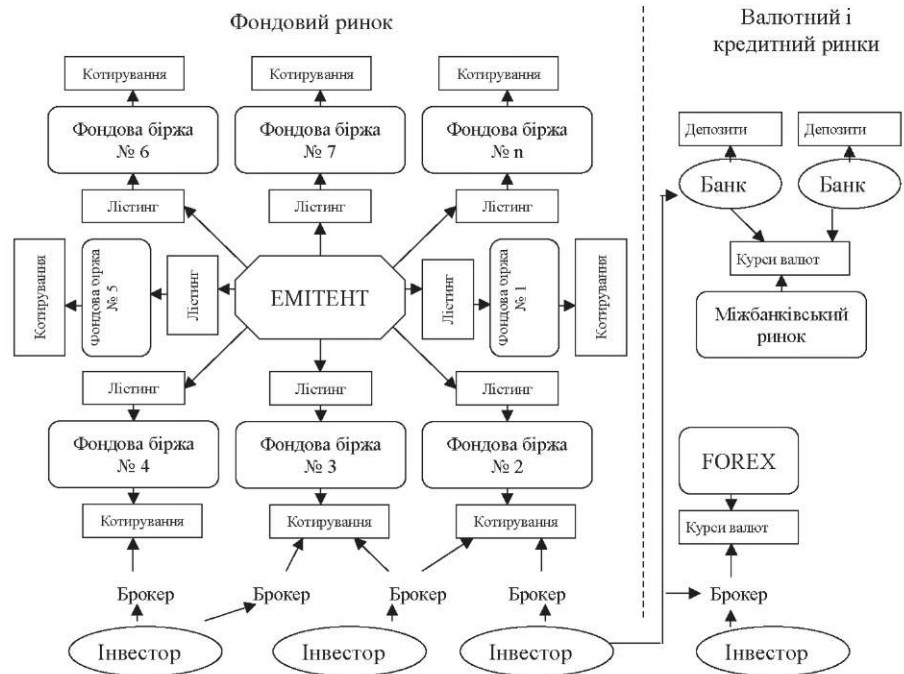 Фондовий ринок
Валютний і
кредитний ринки
Котирування
Котирування
Котирування
Фондова біржа
№ 6
Фондова біржа
№ 7
Фондова біржа
№ n
Депозити
Депозити
Банк
Банк
Лістинг
Лістинг
Лістинг
Котирування
Фондова біржа
№ 5
Лістинг
ЕМІТЕНТ
Лістинг
Фондова біржа
№ 1
Котирування
Курси валют
Міжбанківський
ринок
Лістинг
Лістинг
Лістинг
Фондова біржа
№ 4
Фондова біржа
№ 3
Фондова біржа
№ 2
FOREX
Котирування
Котирування
Котирування
Курси валют
Брокер
Брокер
Брокер
Брокер
Брокер
Інвестор
Інвестор
Інвестор
Інвестор